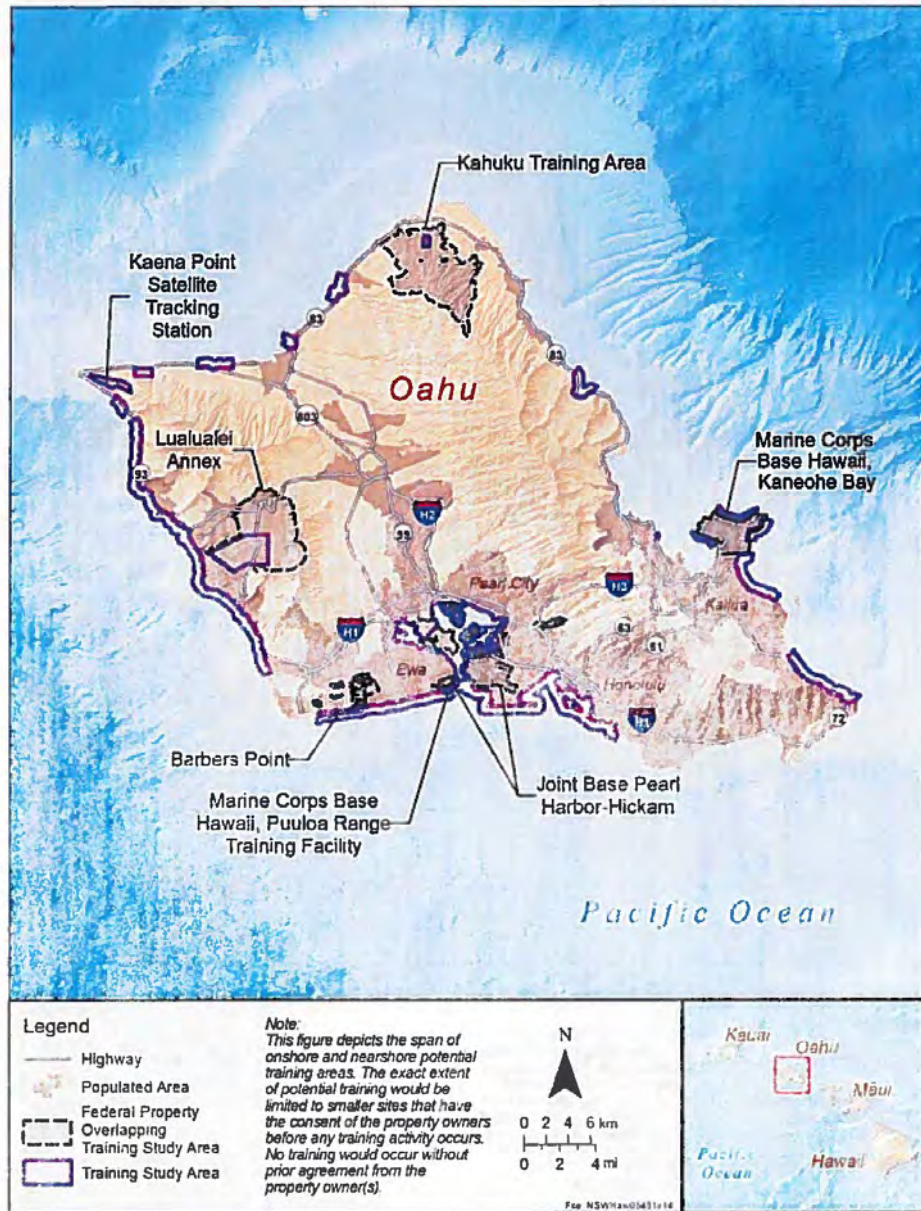 Kahuku Training Area
Kaena Point
Satellite
Tracking
Station
83
83
Oahu
803
Lualualei
Annex
Marine Corps
Base Hawaii,
Kaneohe Bay
93
H2
99
Pearl City
H3
Kailua
H1
63
61
Ewa
Honolulu
H1
72
Barbers Point
Marine Corps Base
Hawaii, Puuloa Range
Training Facility
Joint Base Pearl
Harbor-Hickam
Pacific Ocean
Legend
Highway
Populated Area
Federal Property
Overlapping
Training Study Area
Training Study Area
Note:
This figure depicts the span of
onshore and nearshore potential
training areas. The exact extent
of potential training would be
limited to smaller sites that have
the consent of the property owners
before any training activity occurs.
No training would occur without
prior agreement from the
property owner(s).
N
0 2 4 6 km
0 2 4 mi
Kauai
Oahu
Maui
Pacific
Ocean
Hawaii